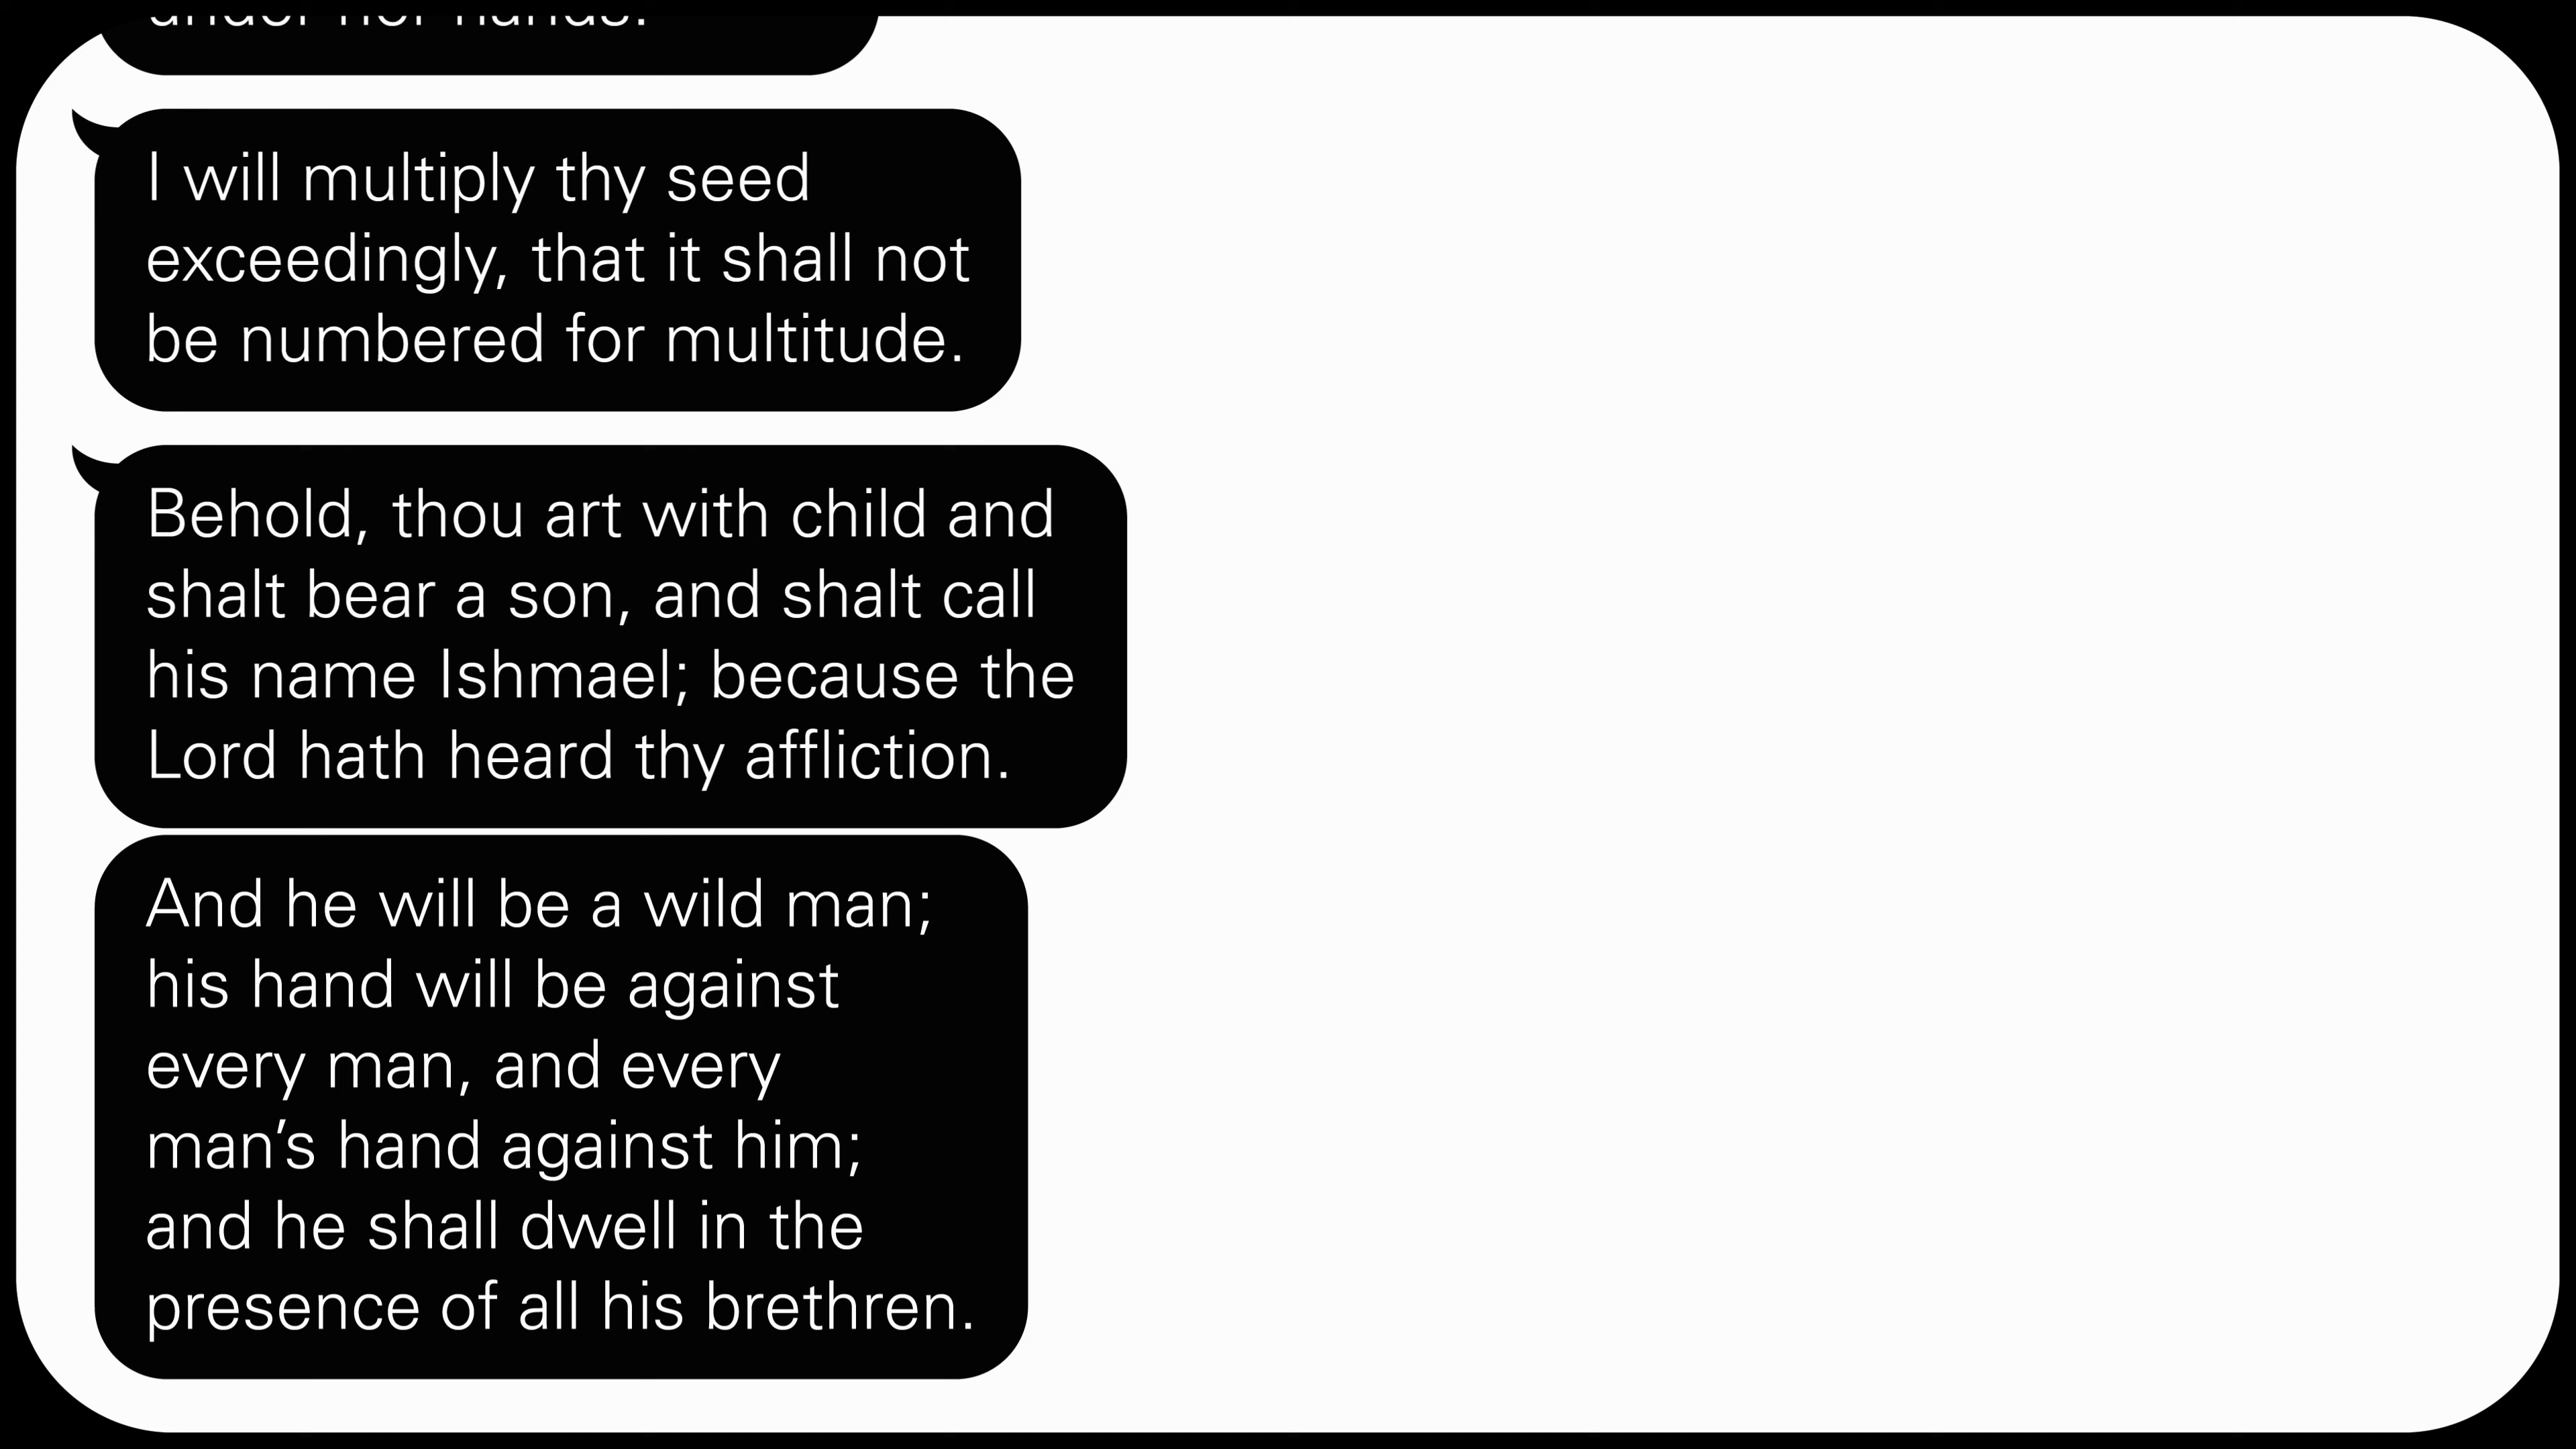 under her hands.
I will multiply thy seed
exceedingly, that it shall not
be numbered for multitude.
Behold, thou art with child and
shalt bear a son, and shalt call
his name Ishmael; because the
Lord hath heard thy affliction.
And he will be a wild man;
his hand will be against
every man, and every
man’s hand against him;
and he shall dwell in the
presence of all his brethren.